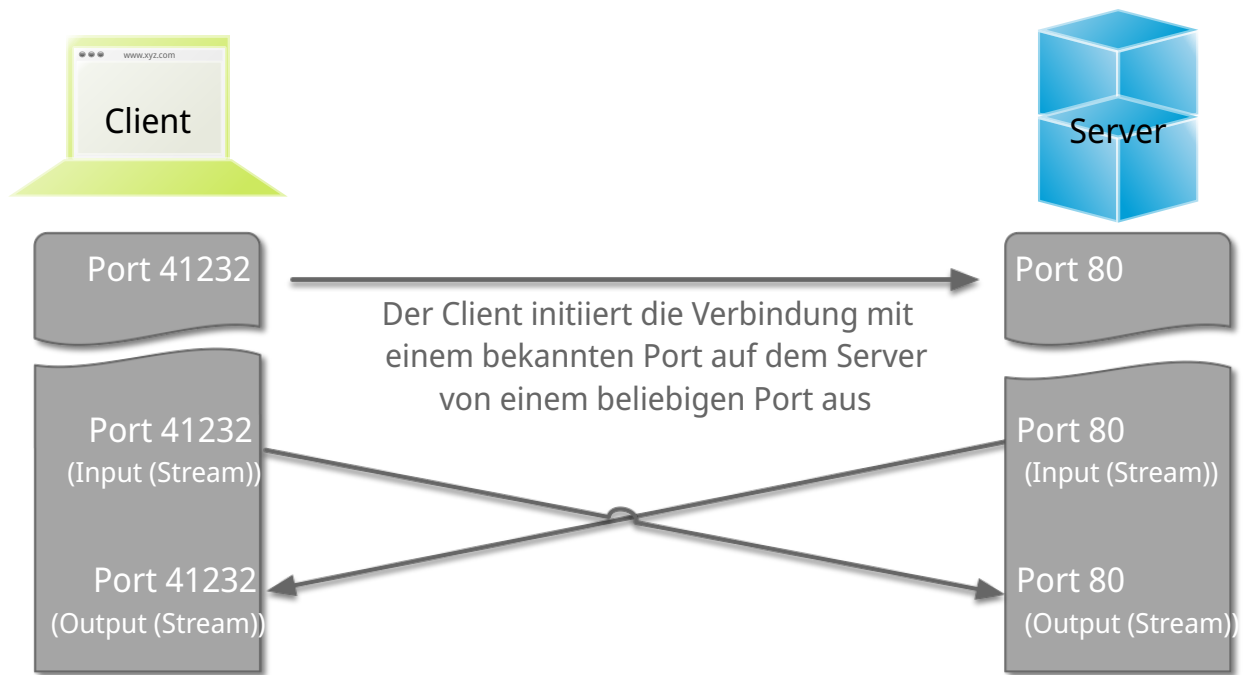 www.xyz.com
Client
Server
Port 41232
Port 80
Der Client initiiert die Verbindung mit
einem bekannten Port auf dem Server
von einem beliebigen Port aus
Port 41232
(Input (Stream))
Port 80
(Input (Stream))
Port 41232
(Output (Stream))
Port 80
(Output (Stream))